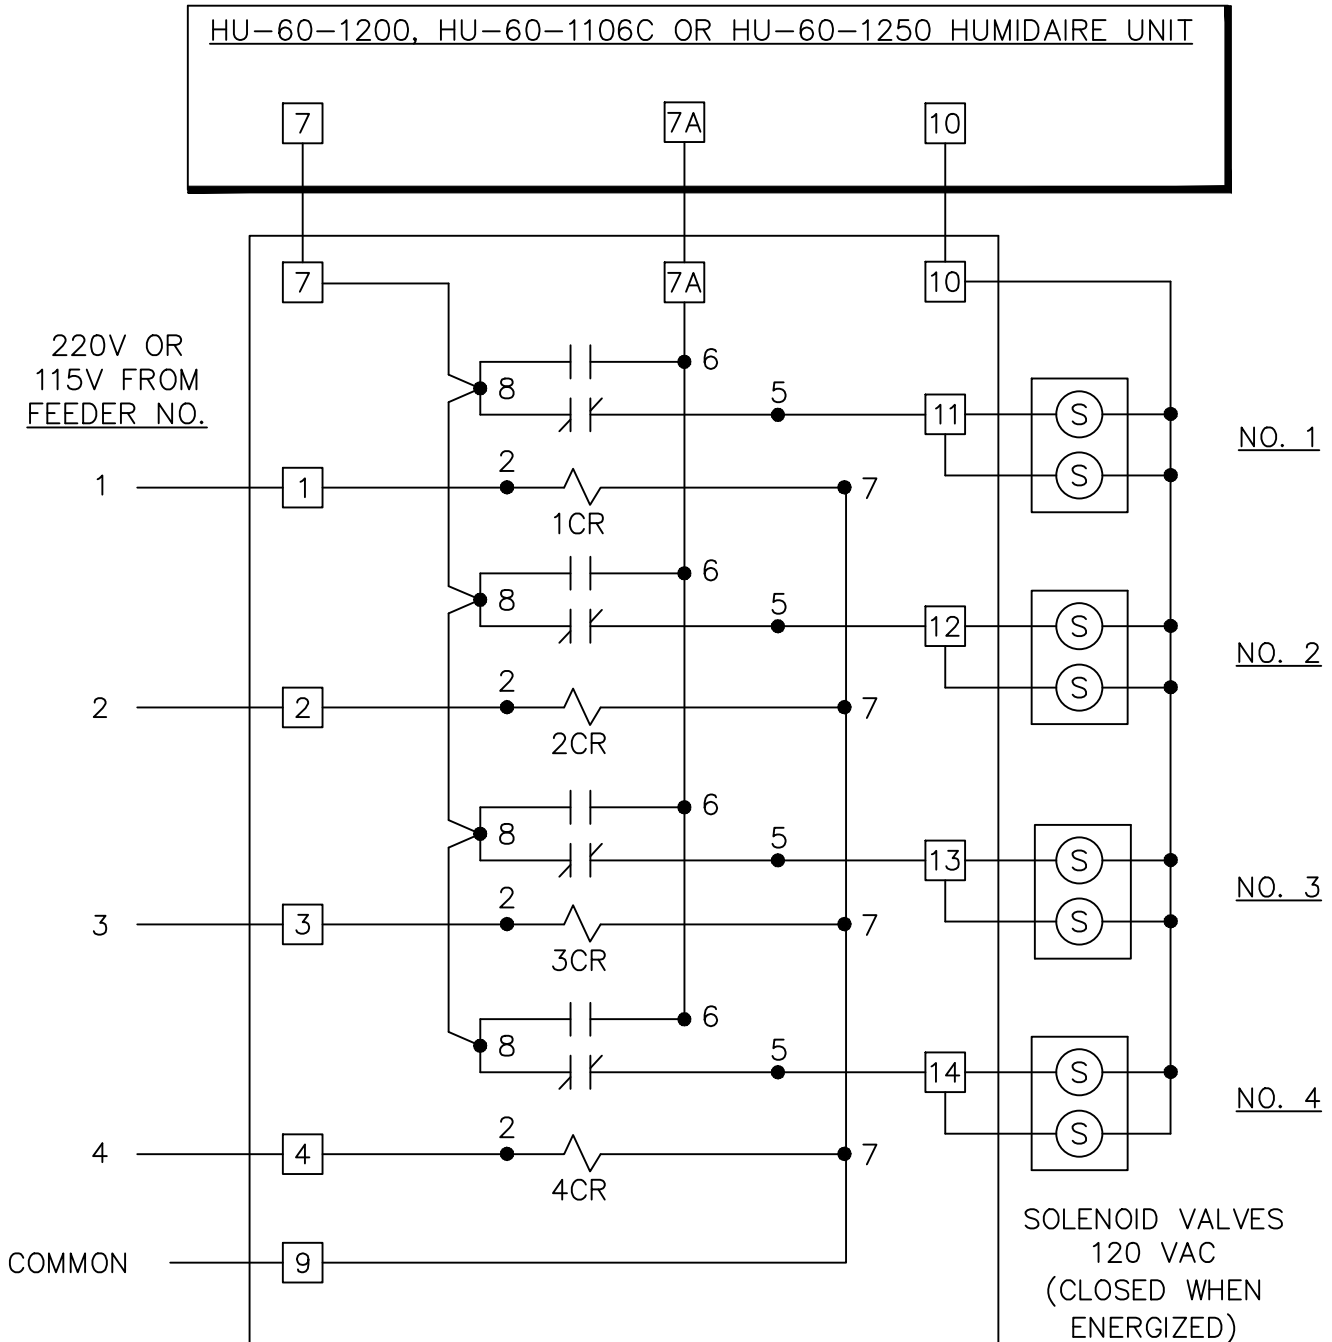 HU-60-1200, HU-60-1106C OR HU-60-1250 HUMIDAIRE UNIT
7 7A 10
7 7A 10
220V OR
115V FROM
FEEDER NO.
6
8
5 11 S
S
NO. 1
1 1 2 7
1CR
6
8
5 12 S
S
NO. 2
2 2 2 7
2CR
6
8
5 13 S
S
NO. 3
3 3 2 7
3CR
6
8
5 14 S
S
NO. 4
4 4 2 7
4CR
COMMON 9
SOLENOID VALVES
120 VAC
(CLOSED WHEN
ENERGIZED)